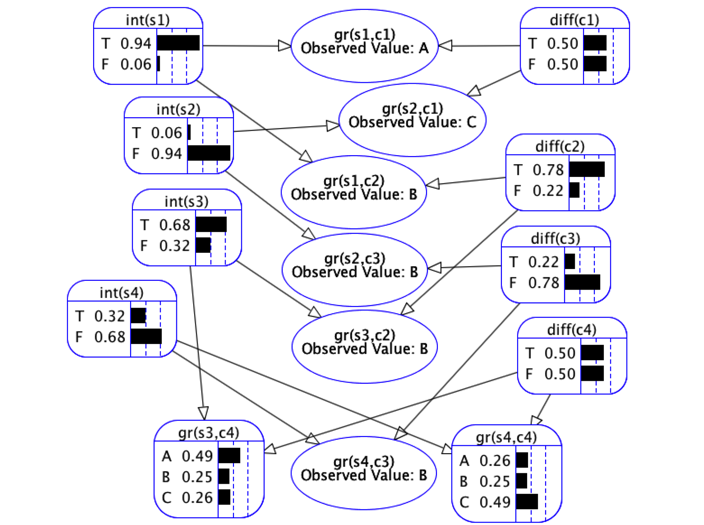 int(s1)
T 0.94
F 0.06
gr(s1,c1)
Observed Value: A
diff(c1)
T 0.50
F 0.50
int(s2)
T 0.06
F 0.94
gr(s2,c1)
Observed Value: C
gr(s1,c2)
Observed Value: B
diff(c2)
T 0.78
F 0.22
int(s3)
T 0.68
F 0.32
gr(s2,c3)
Observed Value: B
diff(c3)
T 0.22
F 0.78
int(s4)
T 0.32
F 0.68
gr(s3,c2)
Observed Value: B
diff(c4)
T 0.50
F 0.50
gr(s3,c4)
A 0.49
B 0.25
C 0.26
gr(s4,c3)
Observed Value: B
gr(s4,c4)
A 0.26
B 0.25
C 0.49